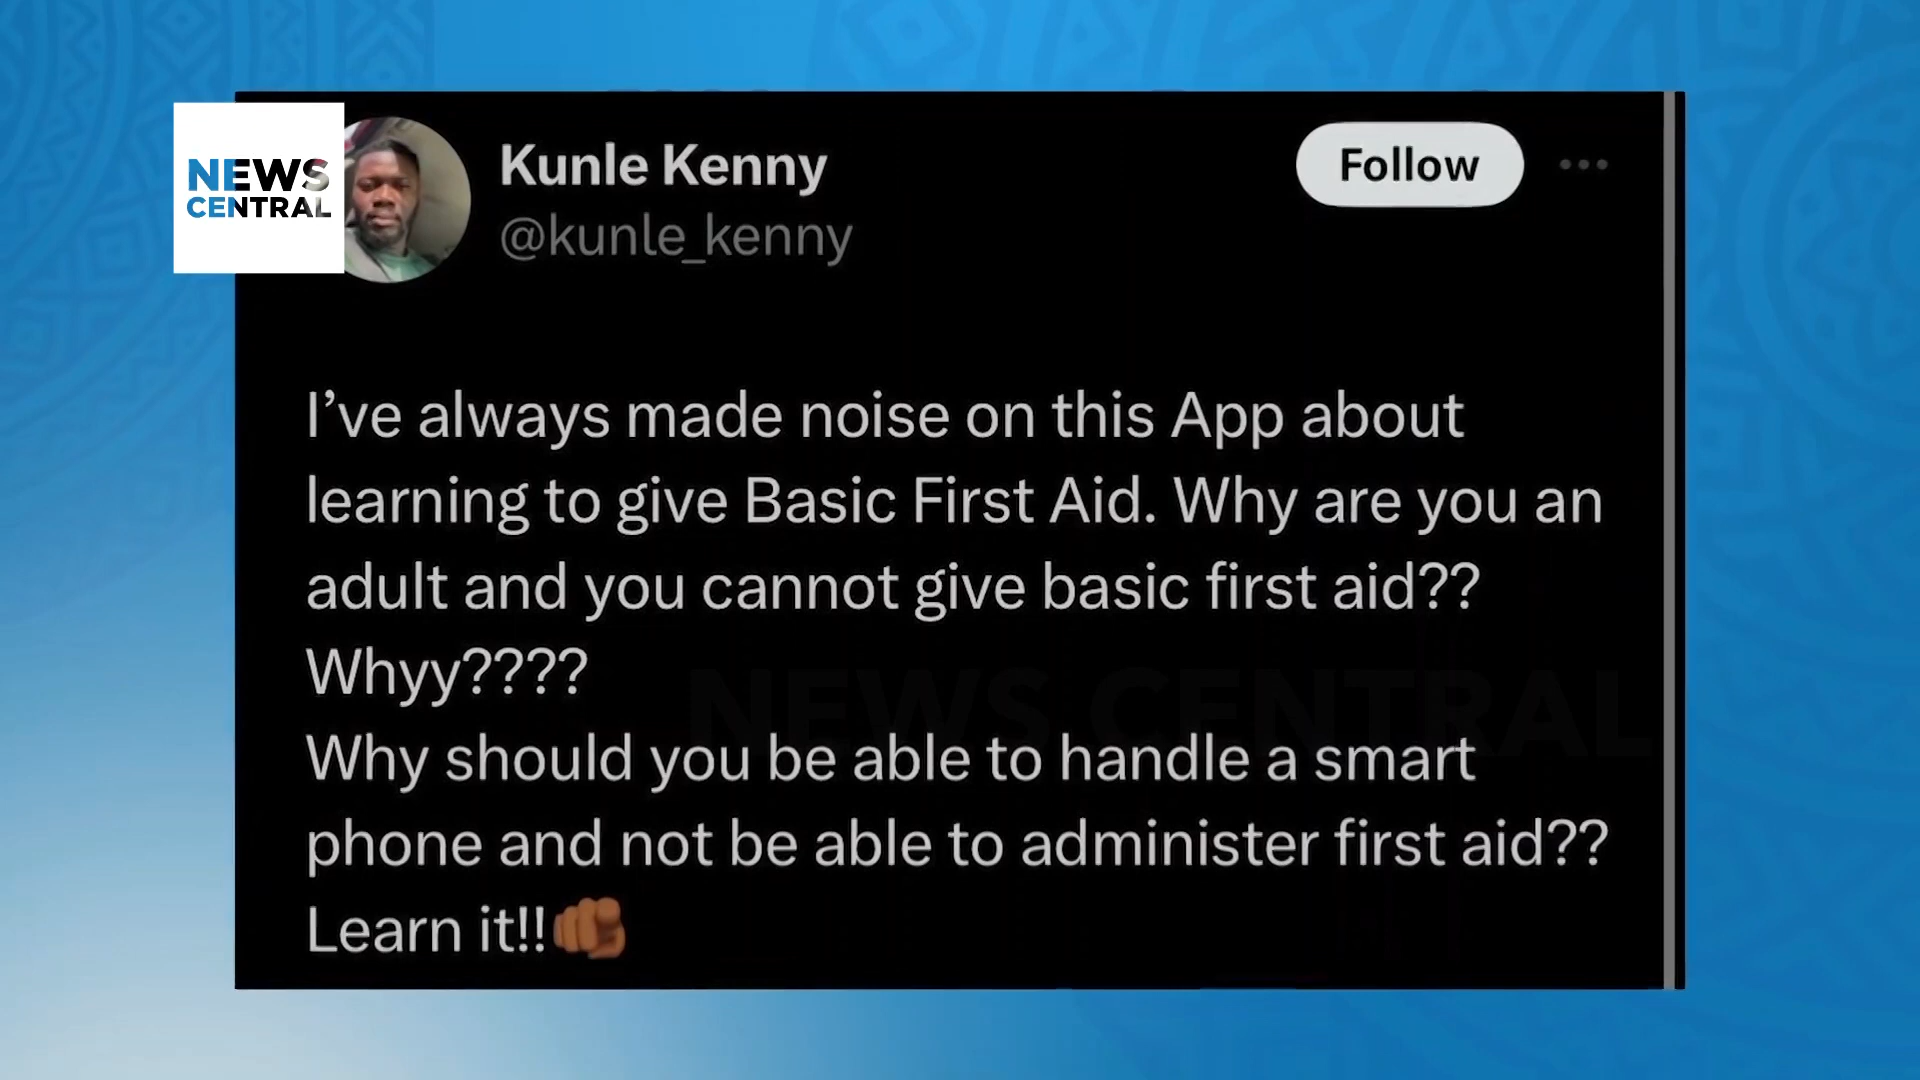 NEWS
CENTRAL
Kunle Kenny
@kunle_kenny
Follow
I’ve always made noise on this App about
learning to give Basic First Aid. Why are you an
adult and you cannot give basic first aid??
Whyy????
Why should you be able to handle a smart
phone and not be able to administer first aid??
Learn it!!🫵🏾
NEWS CENTRAL